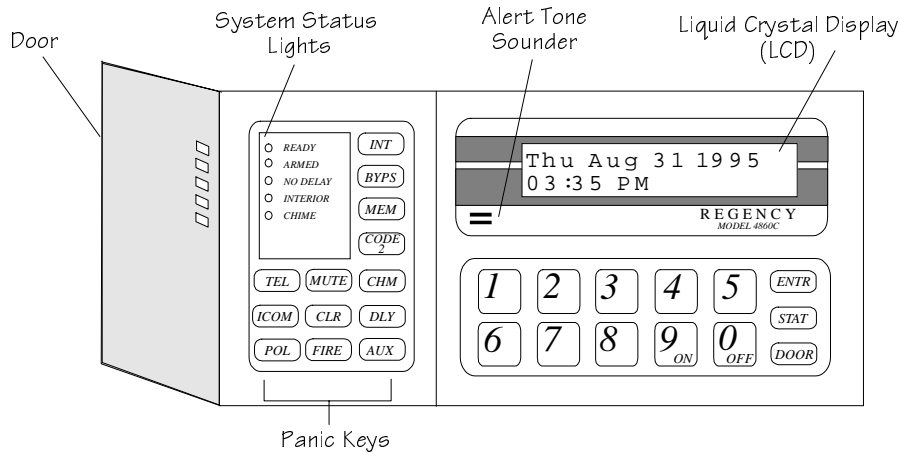 Door
System Status
Lights
Alert Tone
Sounder
Liquid Crystal Display
(LCD)
READY
ARMED
NO DELAY
INTERIOR
CHIME
INT
BYPS
MEM
CODE
2
TEL MUTE CHM
ICOM CLR DLY
POL FIRE AUX
Panic Keys
Thu Aug 31 1995
03:35 PM
REGENCY
MODEL 4860C
1 2 3 4 5 ENTR
STAT
6 7 8 9 ON 0 OFF DOOR